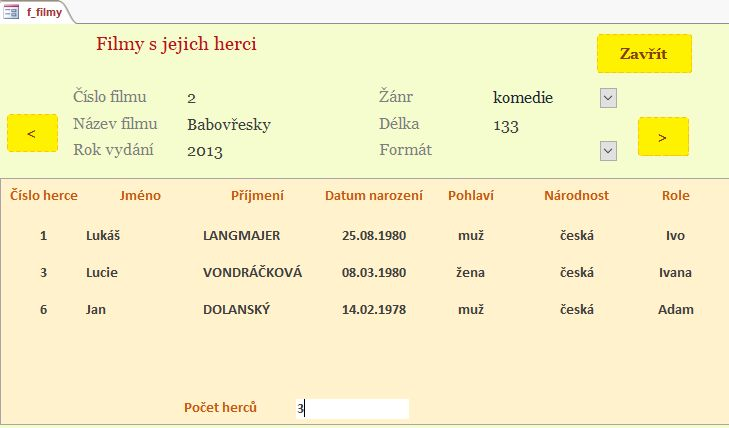 f_filmy
Filmy s jejich herci
Zavřít
Číslo filmu 2 Žánr komedie
< Název filmu Babovřesky Délka 133 >
Rok vydání 2013 Formát
Číslo herce Jméno Příjmení Datum narození Pohlaví Národnost Role
1 Lukáš LANGMAJER 25.08.1980 muž česká Ivo
3 Lucie VONDRÁČKOVÁ 08.03.1980 žena česká Ivana
6 Jan DOLANSKÝ 14.02.1978 muž česká Adam
Počet herců 3